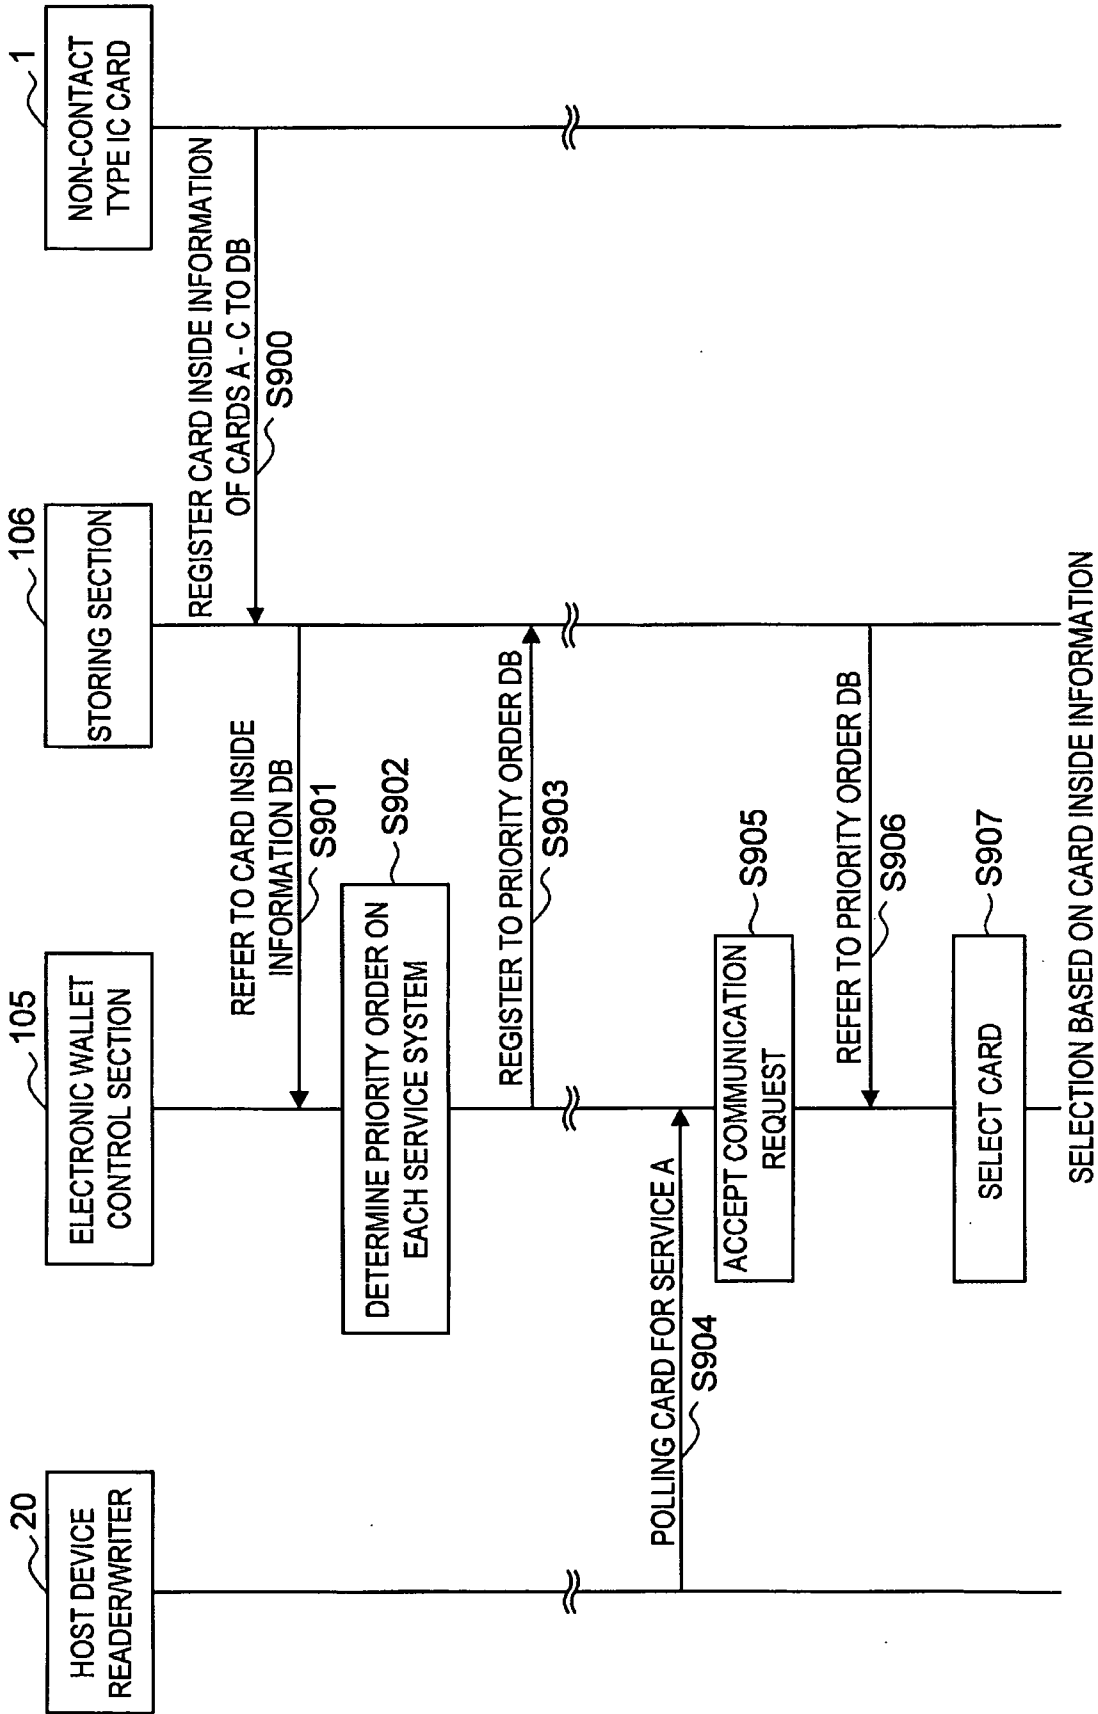 20
HOST DEVICE
READER/WRITER
105
ELECTRONIC WALLET
CONTROL SECTION
106
STORING SECTION
1
NON-CONTACT
TYPE IC CARD
REGISTER CARD INSIDE INFORMATION
OF CARDS A - C TO DB
S900
REFER TO CARD INSIDE
INFORMATION DB
S901
DETERMINE PRIORITY ORDER ON
EACH SERVICE SYSTEM
S902
REGISTER TO PRIORITY ORDER DB
S903
POLLING CARD FOR SERVICE A
S904
ACCEPT COMMUNICATION
REQUEST
S905
REFER TO PRIORITY ORDER DB
S906
SELECT CARD
S907
SELECTION BASED ON CARD INSIDE INFORMATION